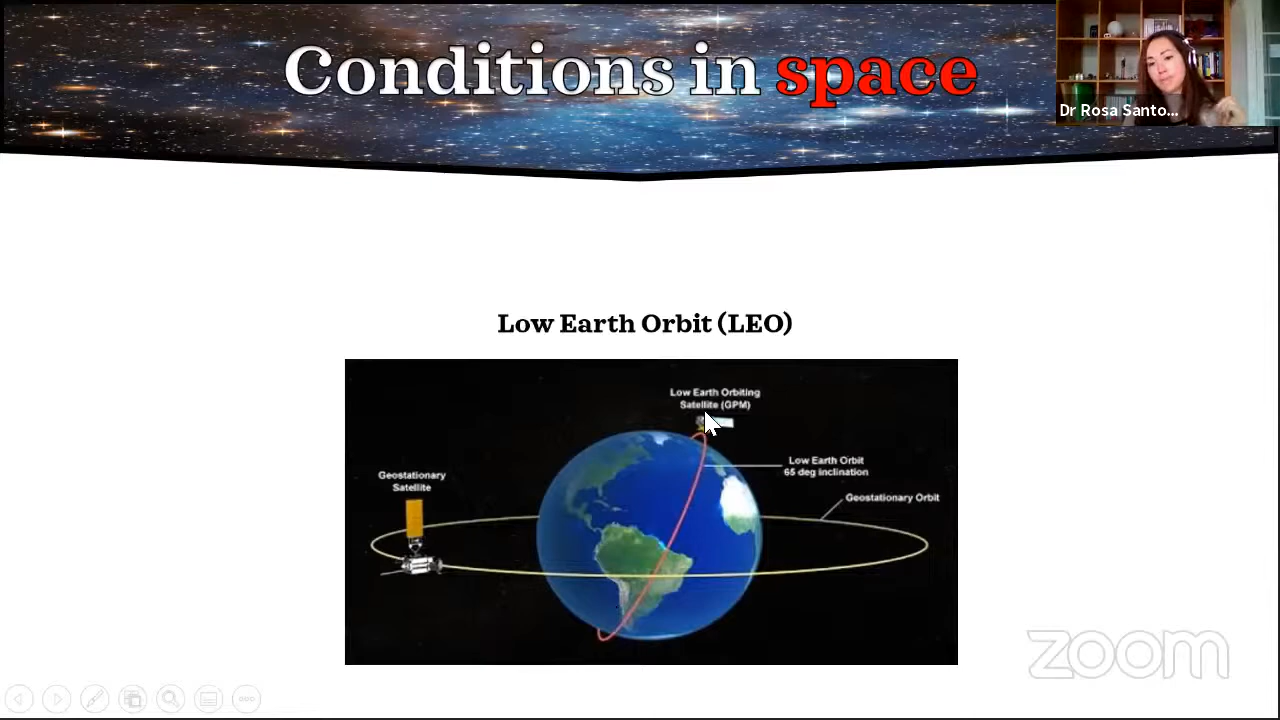 Conditions in space
Dr Rosa Santo...
Low Earth Orbit (LEO)
Low Earth Orbiting
Satellite (GPM)
Low Earth Orbit
65 deg inclination
Geostationary
Satellite
Geostationary Orbit
zoom